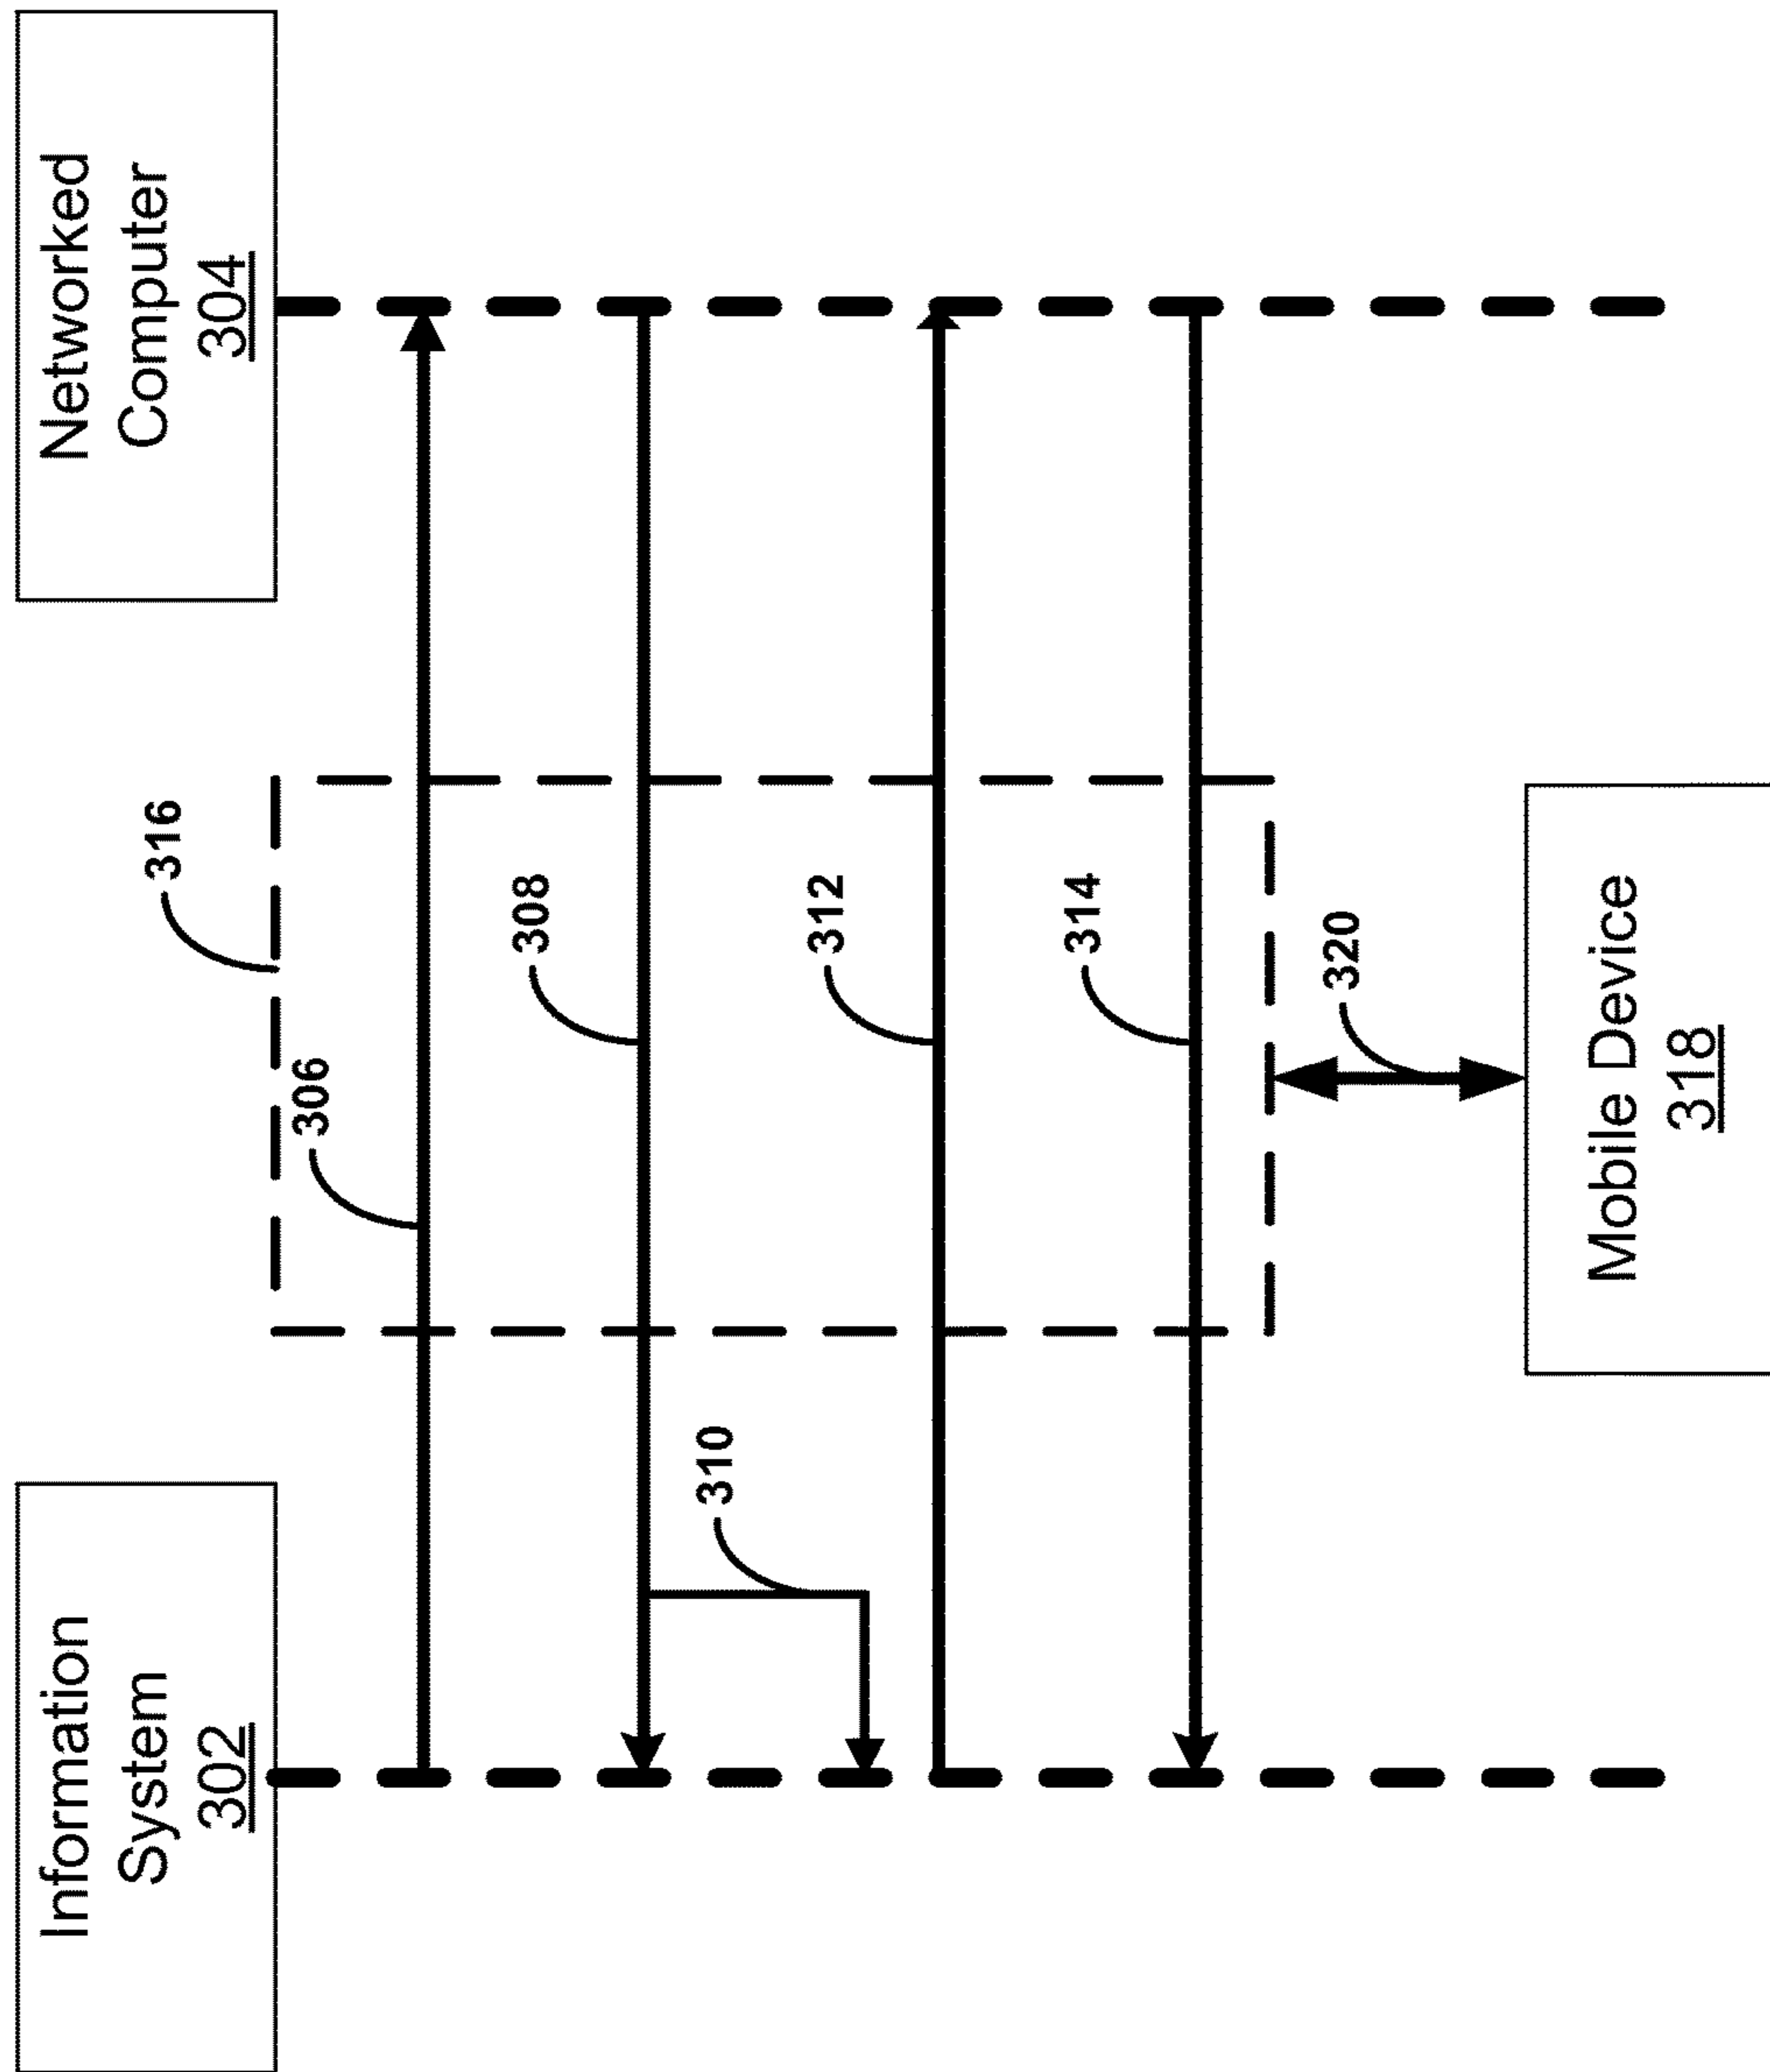 Information
System
302
Networked
Computer
304
316
306
308
310
312
314
320
Mobile Device
318